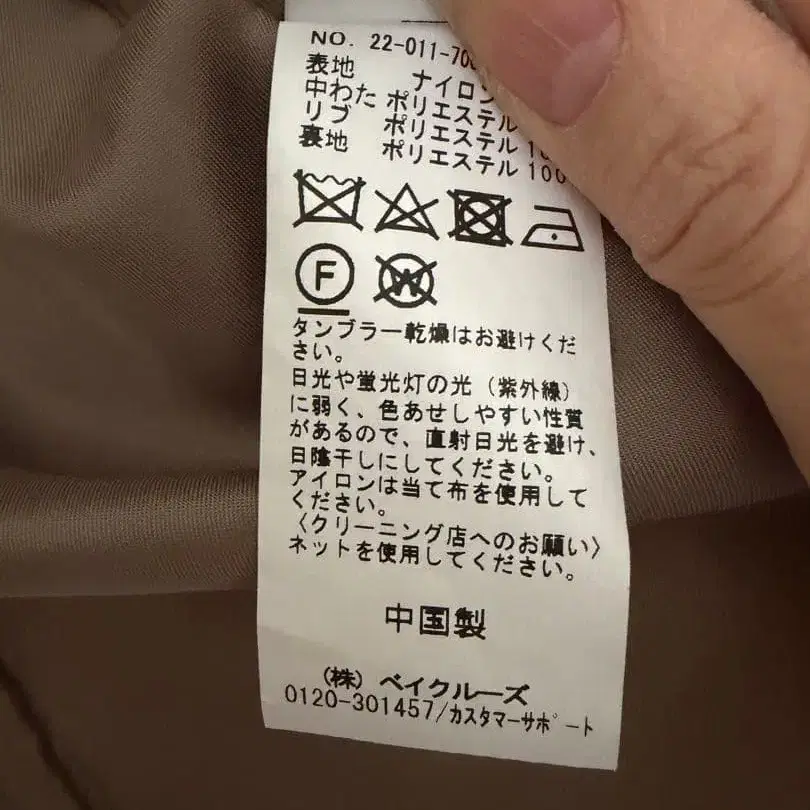 NO. 22-011-70
表地 ナイロン
中わた ポリエステル
リブ ポリエステル
裏地 ポリエステル 100
F
W
タンブラー乾燥はお避けくだ
さい。
日光や蛍光灯の光（紫外線）
に弱く、色あせしやすい性質
があるので、直射日光を避け、
日陰干しにしてください。
アイロンは当て布を使用して
ください。
〈クリーニング店へのお願い〉
ネットを使用してください。
中国製
（株）ベイクルーズ
0120-301457/カスタマーサポート